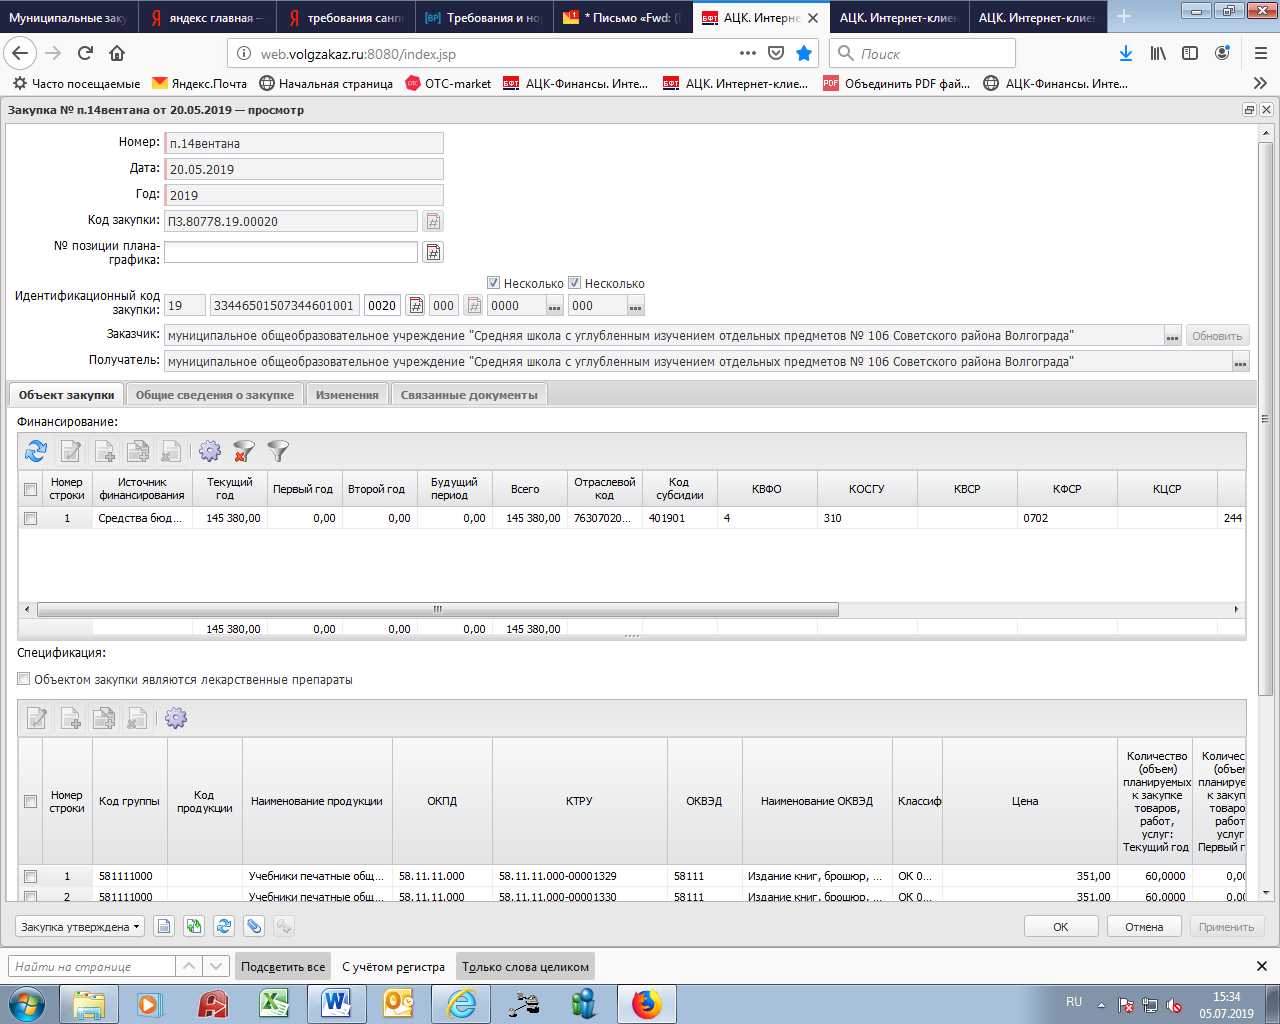 Муниципальные заку
яндекс главная —
требования санпи
Требования и нор
* Письмо «Fwd: (
АЦК. Интерне
АЦК. Интернет-клиен
АЦК. Интернет-клиен
web.volgzakaz.ru:8080/index.jsp
Поиск
Часто посещаемые
Яндекс.Почта
Начальная страница
OTC-market
АЦК-Финансы. Инте...
АЦК. Интернет-клие...
Объединить PDF фай...
АЦК-Финансы. Инте...
Закупка № п.14вентана от 20.05.2019 — просмотр
Номер: п.14вентана
Дата: 20.05.2019
Год: 2019
Код закупки: ПЗ.80778.19.00020
№ позиции плана-
графика:
Несколько Несколько
Идентификационный код
закупки: 19 33446501507344601001 0020 000 0000 000
Заказчик: муниципальное общеобразовательное учреждение "Средняя школа с углубленным изучением отдельных предметов № 106 Советского района Волгограда" Обновить
Получатель: муниципальное общеобразовательное учреждение "Средняя школа с углубленным изучением отдельных предметов № 106 Советского района Волгограда"
Объект закупки Общие сведения о закупке Изменения Связанные документы
Финансирование:
Номер строки Источник финансирования Текущий год Первый год Второй год Будущий период Всего Отраслевой код Код субсидии КВФО КОСГУ КВСР КФСР КЦСР
1 Средства бюд... 145 380,00 0,00 0,00 0,00 145 380,00 76307020... 401901 4 310 0702 244
145 380,00 0,00 0,00 0,00 145 380,00
Спецификация:
Объектом закупки являются лекарственные препараты
Номер строки Код группы Код продукции Наименование продукции ОКПД КТРУ ОКВЭД Наименование ОКВЭД Классиф Цена Количество (объем) планируемых к закупке товаров, работ, услуг: Текущий год
1 581111000 Учебники печатные общ... 58.11.11.000 58.11.11.000-00001329 58111 Издание книг, брошюр, ... ОК 0... 351,00 60,0000 0,00
2 581111000 Учебники печатные общ... 58.11.11.000 58.11.11.000-00001330 58111 Издание книг, брошюр, ... ОК 0... 351,00 60,0000 0,00
Закупка утверждена
ОК Отмена Применить
Найти на странице Подсветить все С учётом регистра Только слова целиком
RU
15:34
05.07.2019